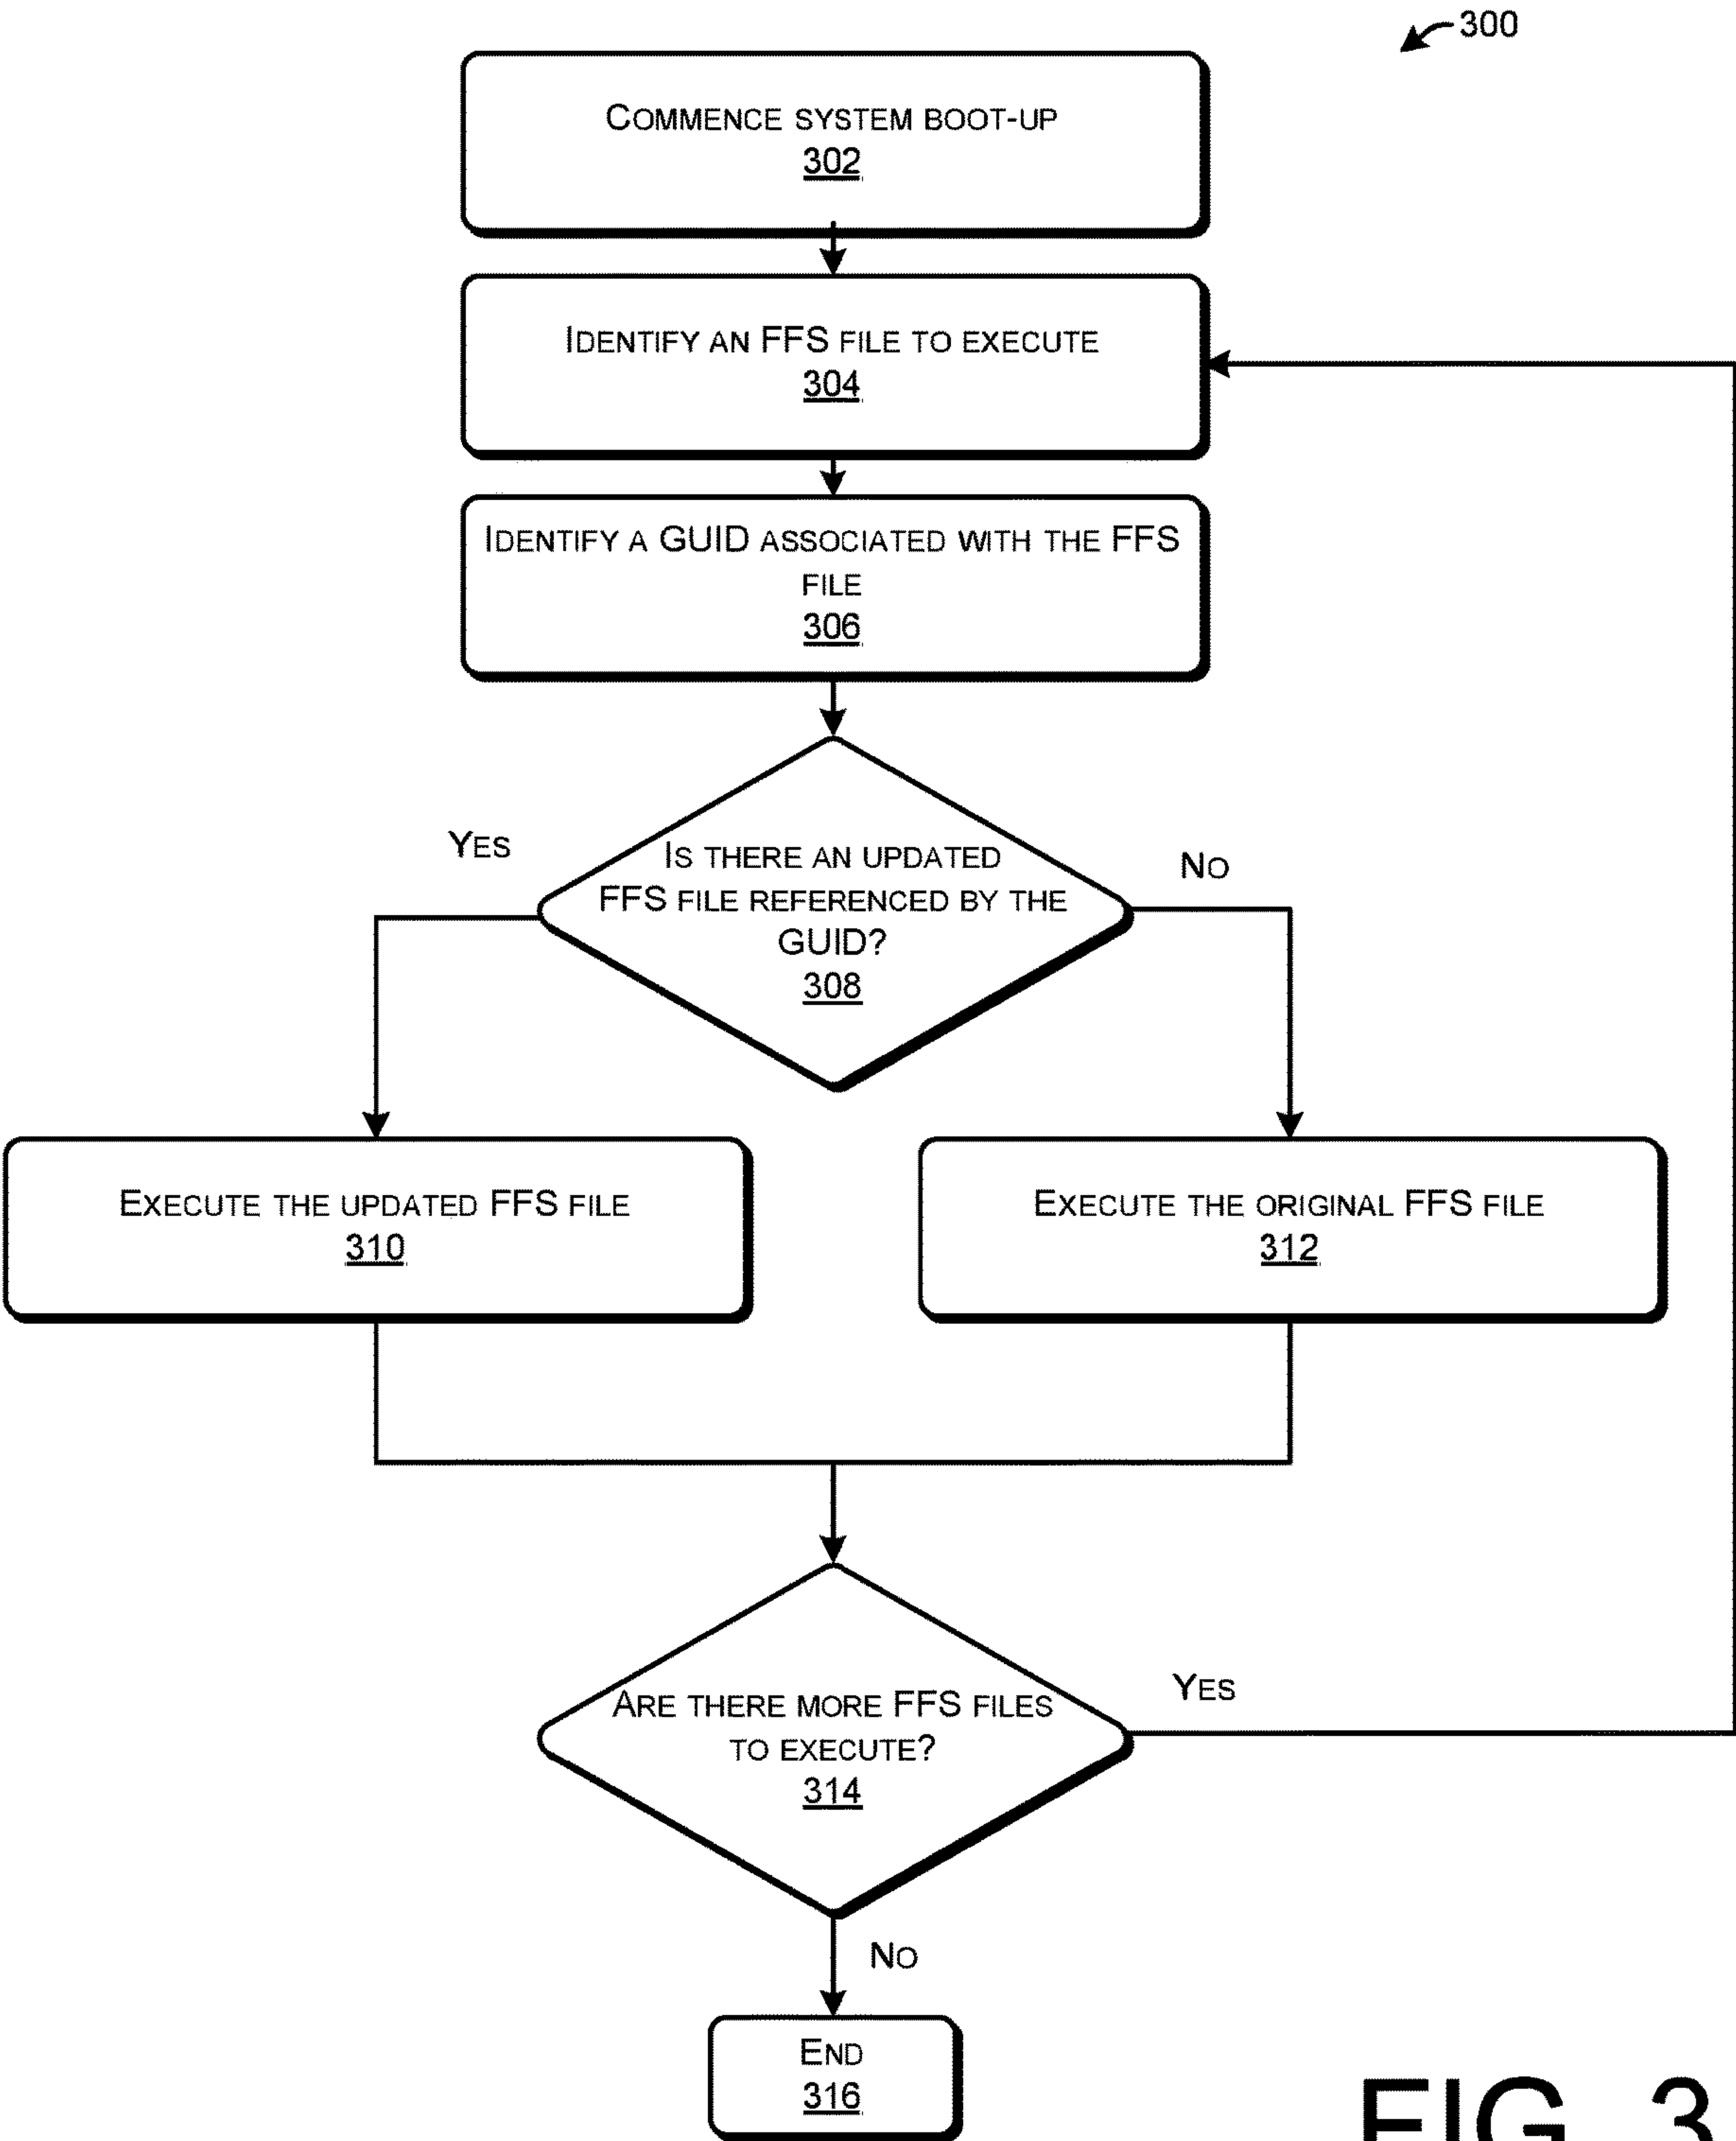 300
COMMENCE SYSTEM BOOT-UP
302
IDENTIFY AN FFS FILE TO EXECUTE
304
IDENTIFY A GUID ASSOCIATED WITH THE FFS
FILE
306
YES
IS THERE AN UPDATED
FFS FILE REFERENCED BY THE
GUID?
308
NO
EXECUTE THE UPDATED FFS FILE
310
EXECUTE THE ORIGINAL FFS FILE
312
ARE THERE MORE FFS FILES
TO EXECUTE?
314
YES
NO
END
316
FIG. 3